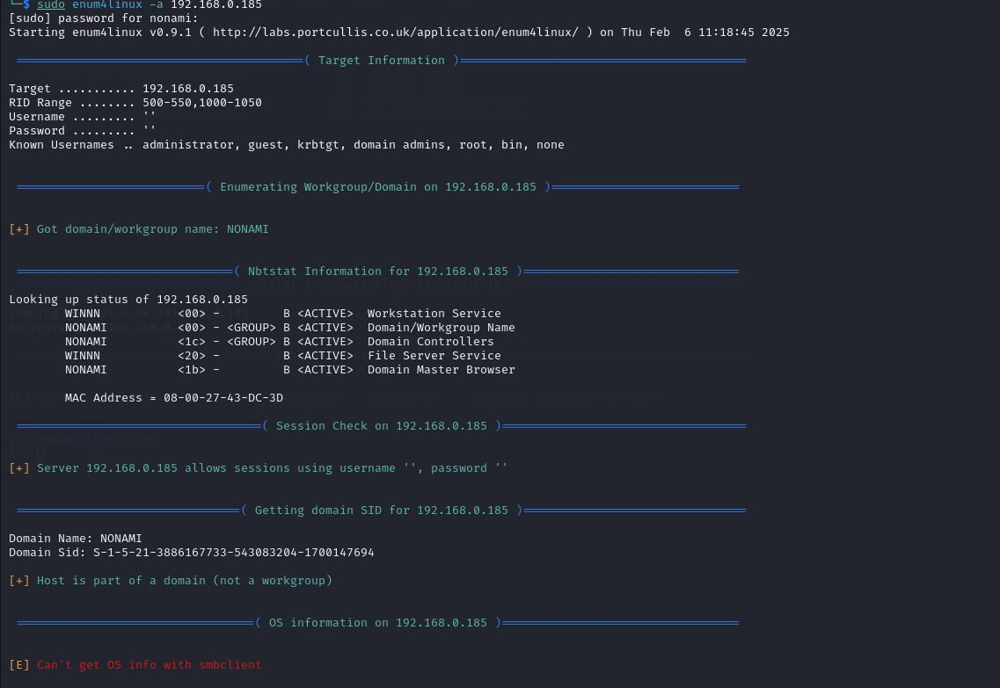 └─$ sudo enum4linux -a 192.168.0.185
[sudo] password for nonami:
Starting enum4linux v0.9.1 ( http://labs.portcullis.co.uk/application/enum4linux/ ) on Thu Feb  6 11:18:45 2025
( Target Information )
Target ........... 192.168.0.185
RID Range ........ 500-550,1000-1050
Username ......... ''
Password ......... ''
Known Usernames .. administrator, guest, krbtgt, domain admins, root, bin, none
( Enumerating Workgroup/Domain on 192.168.0.185 )
[+] Got domain/workgroup name: NONAMI
( Nbtstat Information for 192.168.0.185 )
Looking up status of 192.168.0.185
WINNN           <00> -         B <ACTIVE>  Workstation Service
NONAMI          <00> - <GROUP> B <ACTIVE>  Domain/Workgroup Name
NONAMI          <1c> - <GROUP> B <ACTIVE>  Domain Controllers
WINNN           <20> -         B <ACTIVE>  File Server Service
NONAMI          <1b> -         B <ACTIVE>  Domain Master Browser
MAC Address = 08-00-27-43-DC-3D
( Session Check on 192.168.0.185 )
[+] Server 192.168.0.185 allows sessions using username '', password ''
( Getting domain SID for 192.168.0.185 )
Domain Name: NONAMI
Domain Sid: S-1-5-21-3886167733-543083204-1700147694
[+] Host is part of a domain (not a workgroup)
( OS information on 192.168.0.185 )
[E] Can't get OS info with smbclient